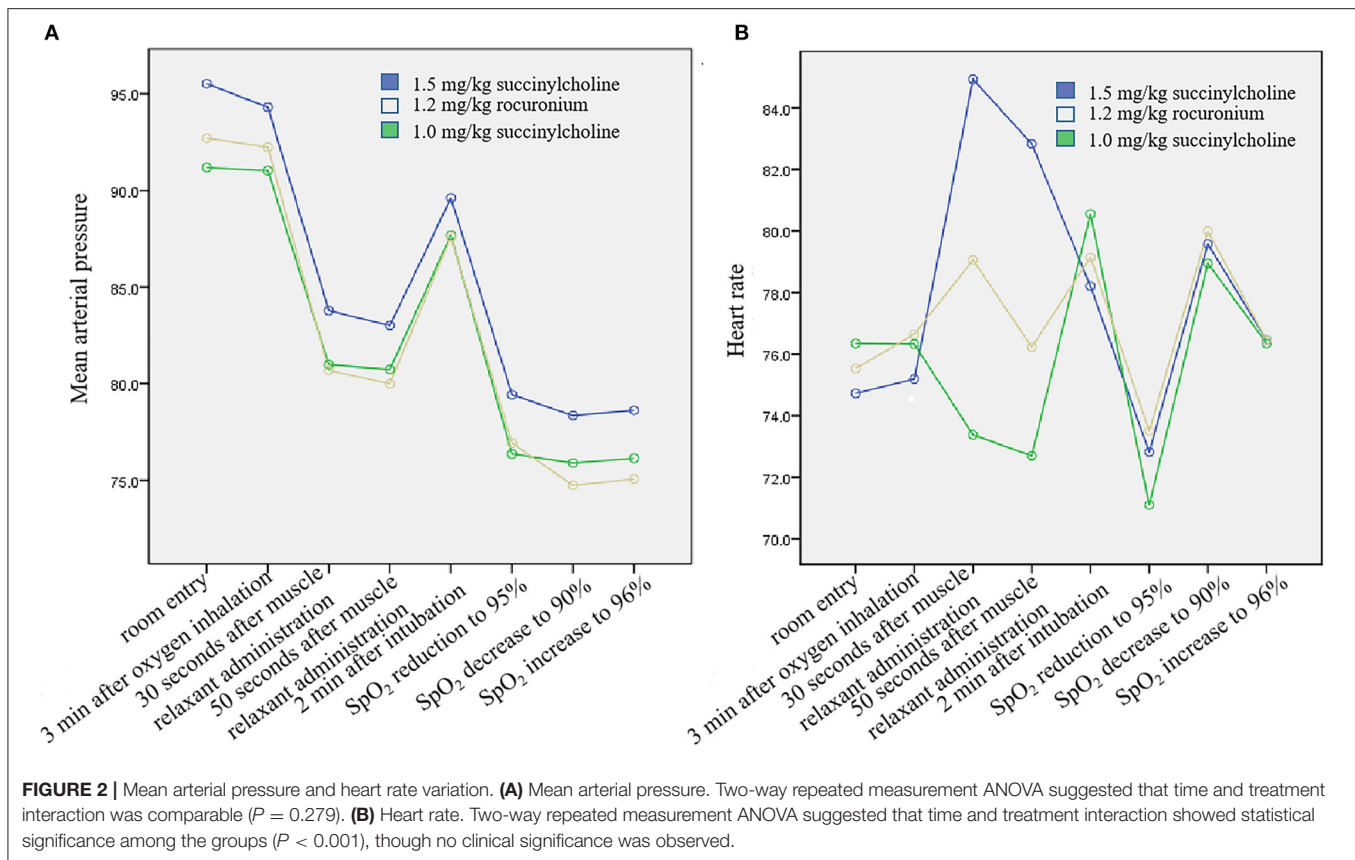 A
95.0
90.0
85.0
80.0
75.0
Mean arterial pressure
1.5 mg/kg succinylcholine
1.2 mg/kg rocuronium
1.0 mg/kg succinylcholine
room entry
3 min after oxygen inhalation
30 seconds after muscle
relaxant administration
50 seconds after muscle
relaxant administration
2 min after intubation
SpO₂ reduction to 95%
SpO₂ decrease to 90%
SpO₂ increase to 96%
B
84.0
82.0
80.0
78.0
76.0
74.0
72.0
70.0
Heart rate
1.5 mg/kg succinylcholine
1.2 mg/kg rocuronium
1.0 mg/kg succinylcholine
room entry
3 min after oxygen inhalation
30 seconds after muscle
relaxant administration
50 seconds after muscle
relaxant administration
2 min after intubation
SpO₂ reduction to 95%
SpO₂ decrease to 90%
SpO₂ increase to 96%
FIGURE 2 | Mean arterial pressure and heart rate variation. (A) Mean arterial pressure. Two-way repeated measurement ANOVA suggested that time and treatment
interaction was comparable (P = 0.279). (B) Heart rate. Two-way repeated measurement ANOVA suggested that time and treatment interaction showed statistical
significance among the groups (P < 0.001), though no clinical significance was observed.